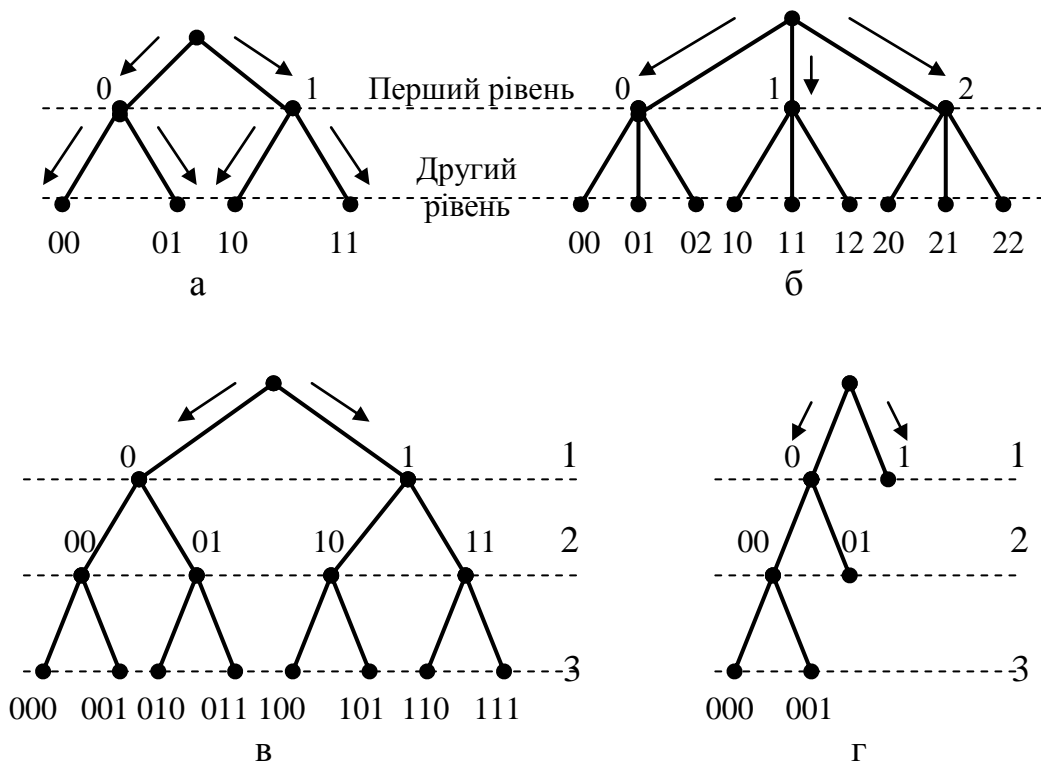 0 1 Перший рівень 0 1 2
Другий
рівень
00 01 10 11 00 01 02 10 11 12 20 21 22
а б
0 1 1 0 1 1
00 01 10 11 2 00 01 2
3 3
000 001 010 011 100 101 110 111 000 001
в г